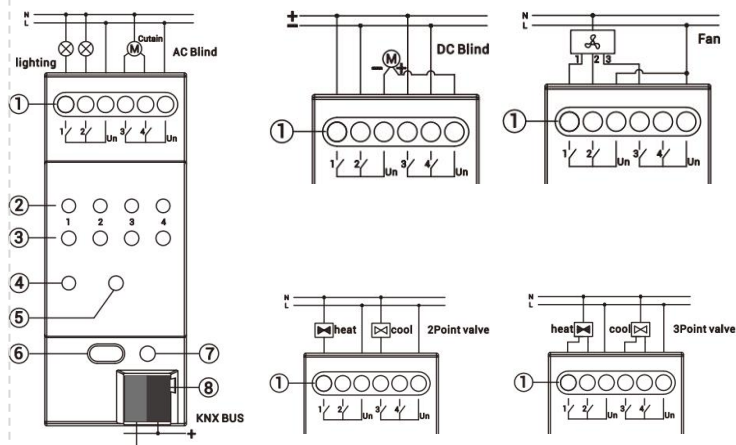 N
L
lighting
M
Cutain
AC Blind
1
1 2 Un 3 4 Un
2
1 2 3 4
3
4
5
6
7
8
KNX BUS
+
+
−
M
− +
DC Blind
1
1 2 Un 3 4 Un
N
L
Fan
1 2 3
1
1 2 Un 3 4 Un
N
L
heat
cool
2Point valve
1
1 2 Un 3 4 Un
N
L
heat
cool
3Point valve
1
1 2 Un 3 4 Un